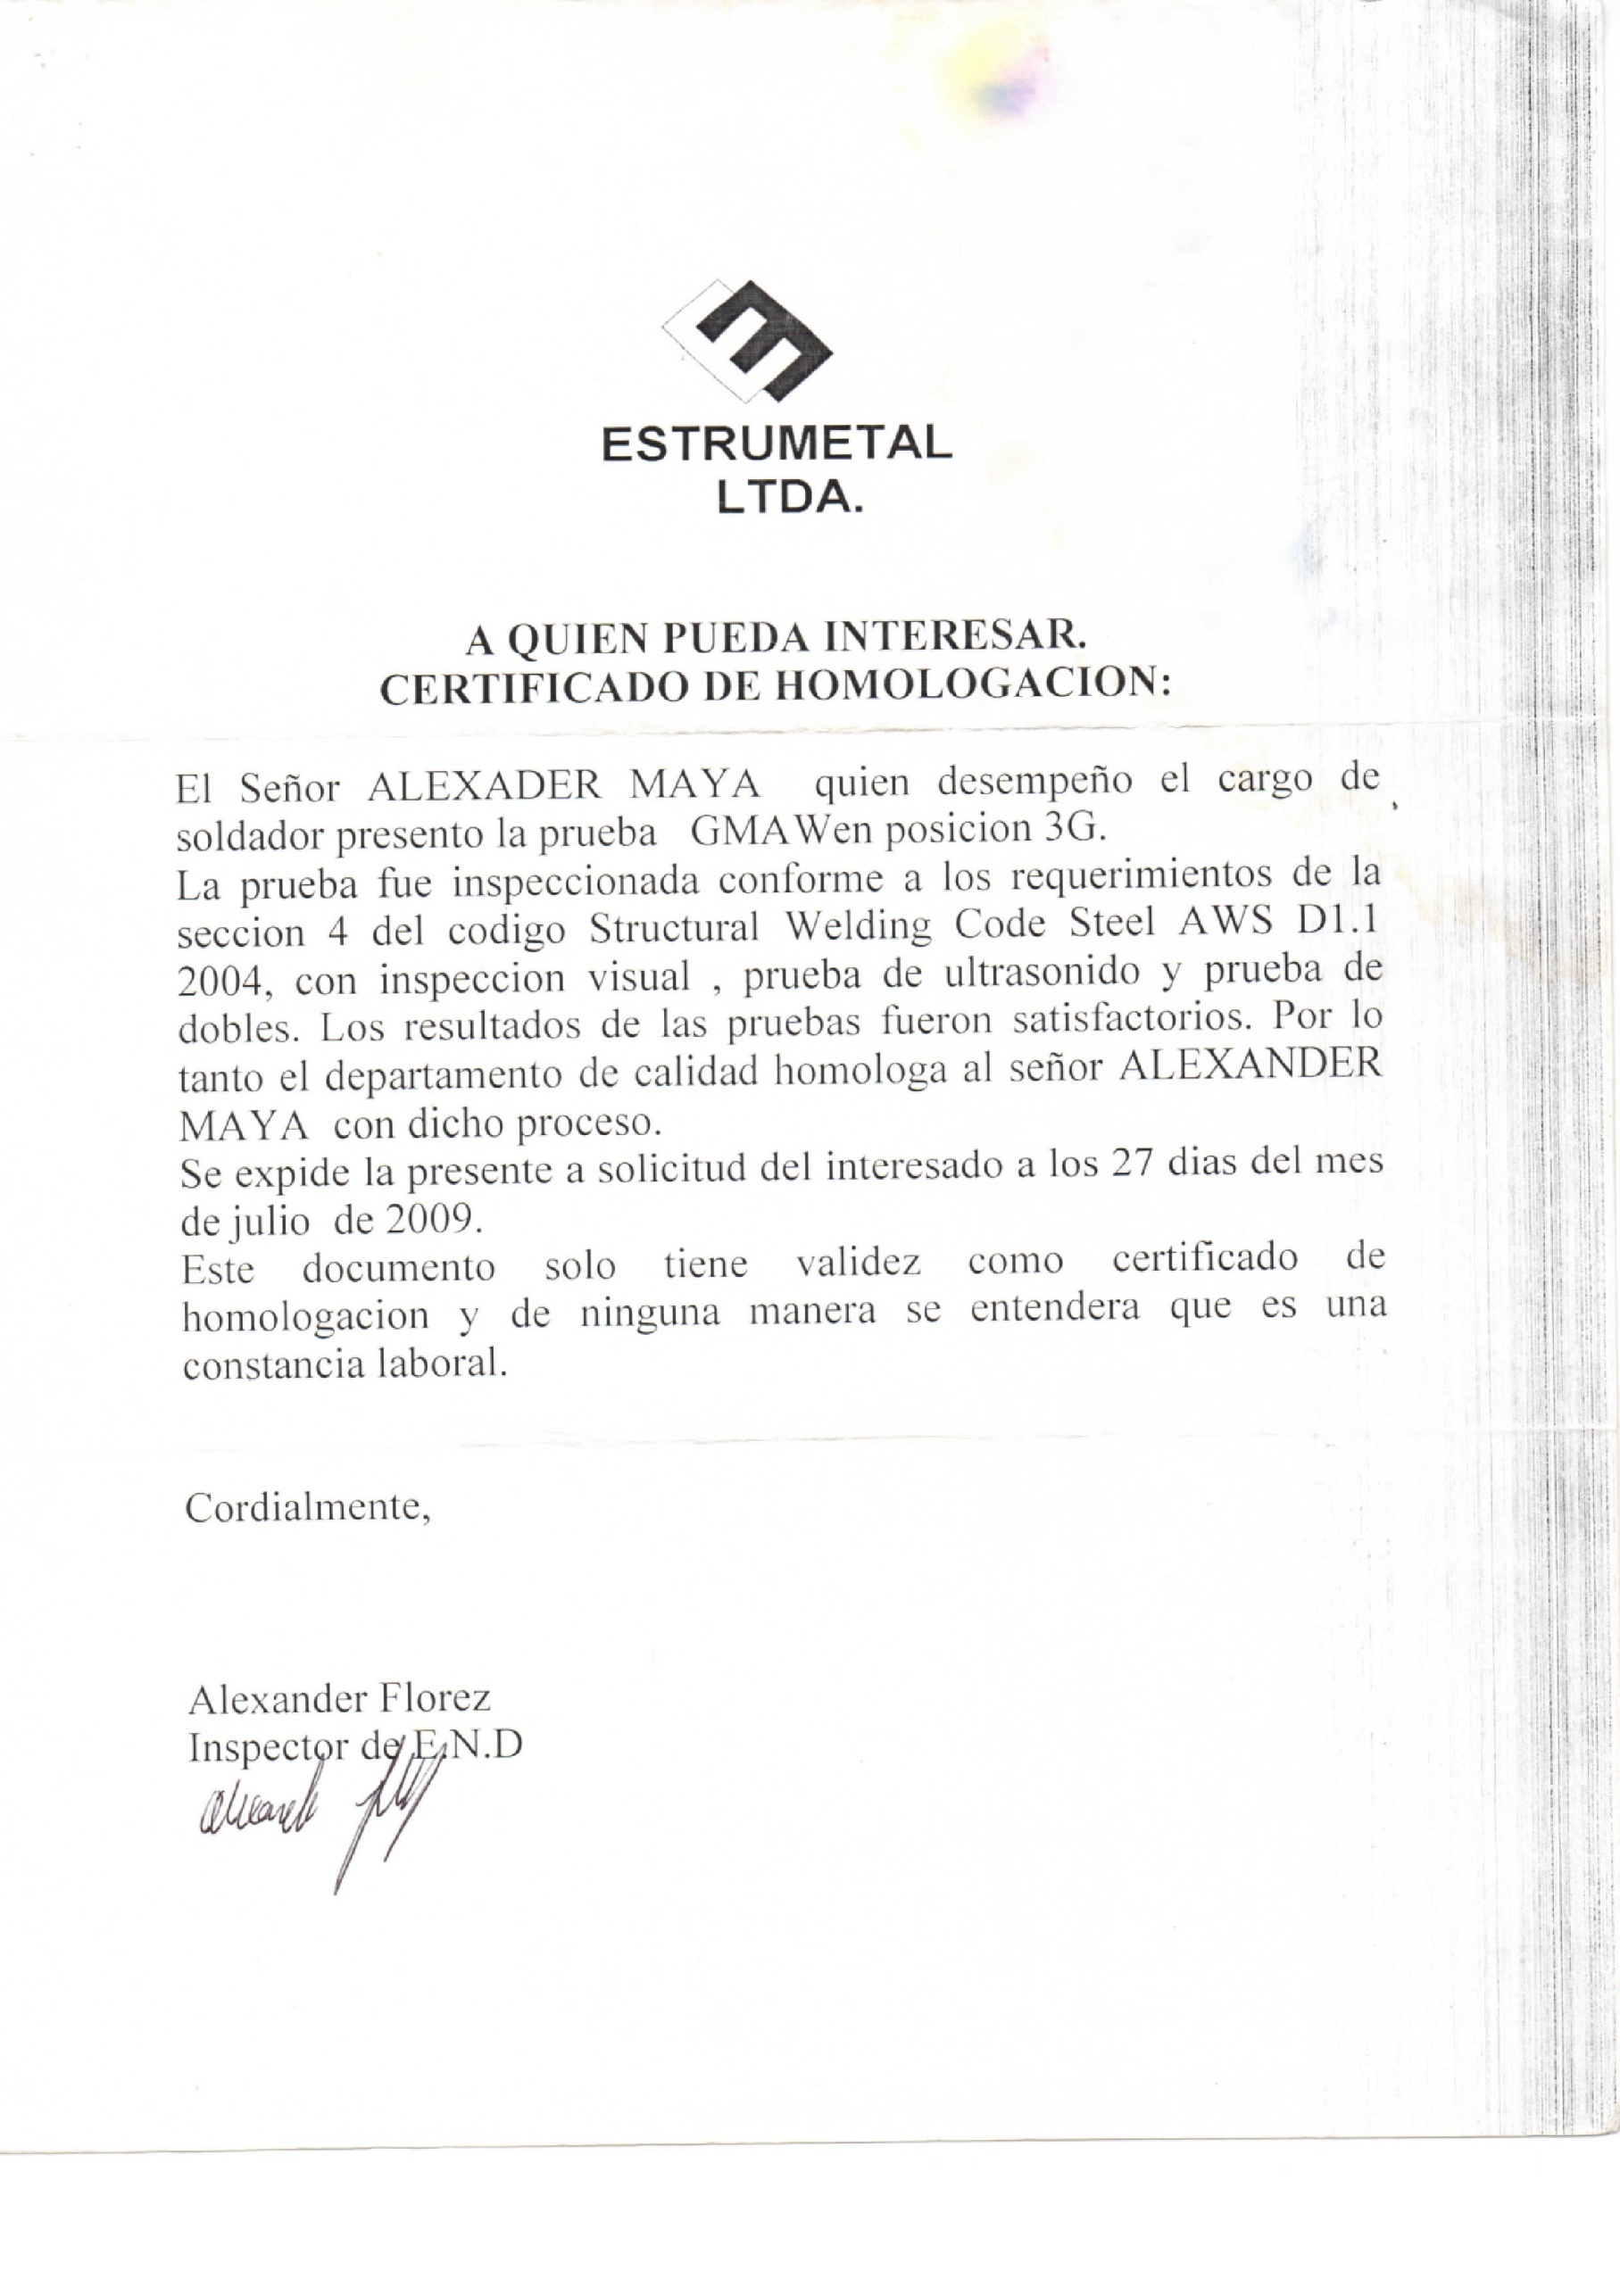 ESTRUMETAL
LTDA.
A QUIEN PUEDA INTERESAR.
CERTIFICADO DE HOMOLOGACION:
El Señor ALEXADER MAYA quien desempeño el cargo de
soldador presento la prueba GMAWen posicion 3G.
La prueba fue inspeccionada conforme a los requerimientos de la
seccion 4 del codigo Structural Welding Code Steel AWS D1.1
2004, con inspeccion visual , prueba de ultrasonido y prueba de
dobles. Los resultados de las pruebas fueron satisfactorios. Por lo
tanto el departamento de calidad homologa al señor ALEXANDER
MAYA con dicho proceso.
Se expide la presente a solicitud del interesado a los 27 dias del mes
de julio de 2009.
Este documento solo tiene validez como certificado de
homologacion y de ninguna manera se entendera que es una
constancia laboral.
Cordialmente,
Alexander Florez
Inspector de E.N.D